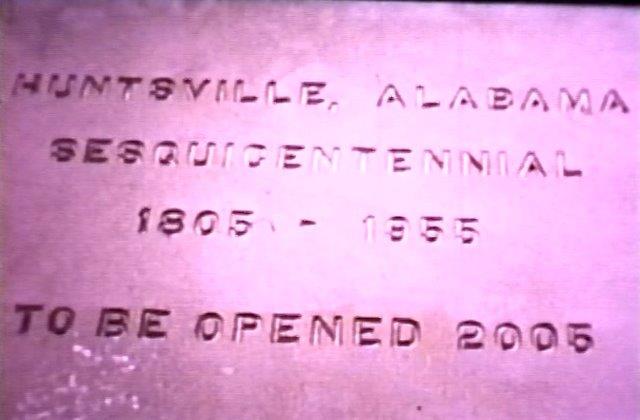 HUNTSVILLE, ALABAMA
SESQUICENTENNIAL
1805 - 1955
TO BE OPENED 2005